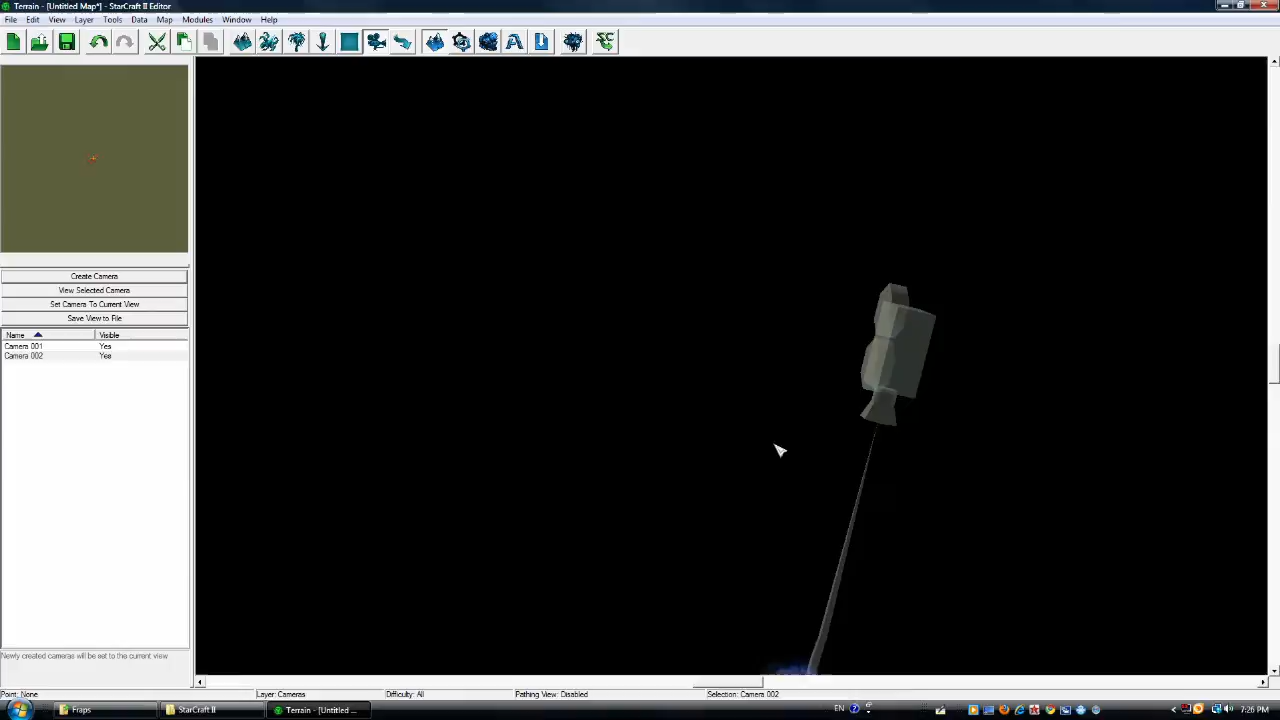 Terrain - [Untitled Map*] - StarCraft II Editor
File Edit View Layer Tools Data Map Modules Window Help
Create Camera
View Selected Camera
Set Camera To Current View
Save View to File
Name Visible
Camera 001 Yes
Camera 002 Yes
Newly created cameras will be set to the current view
Point: None Layer: Cameras Difficulty: All Pathing View: Disabled Selection: Camera 002
Fraps StarCraft II Terrain - [Untitled ... EN 7:26 PM